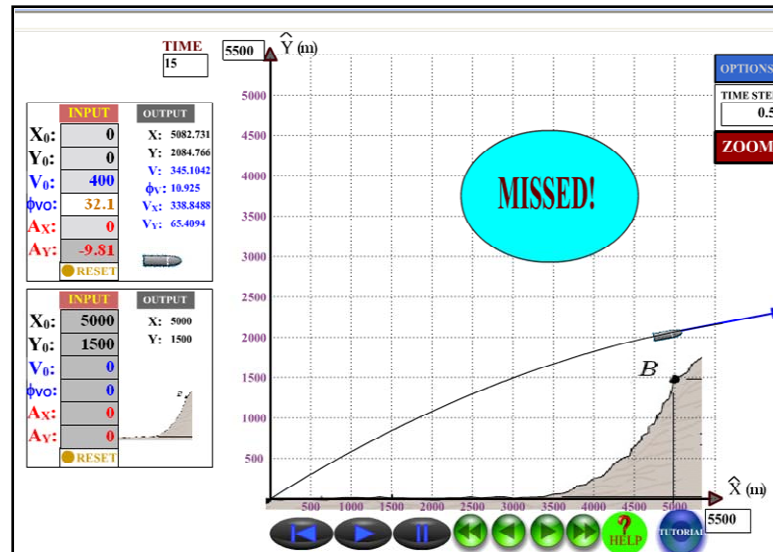 TIME
15
5500
Ŷ (m)
OPTIONS
TIME STE
0.5
ZOOM
INPUT
OUTPUT
X₀: 0
Y₀: 0
V₀: 400
ϕvo: 32.1
Aₓ: 0
AY: -9.81
RESET
X: 5082.731
Y: 2084.766
V: 345.1042
ϕV: 10.925
VX: 338.8488
VY: 65.4094
INPUT
OUTPUT
X₀: 5000
Y₀: 1500
V₀: 0
ϕvo: 0
AX: 0
AY: 0
RESET
X: 5000
Y: 1500
5000
4500
4000
3500
3000
2500
2000
1500
1000
500
MISSED!
B
500 1000 1500 2000 2500 3000 3500 4000 4500 5000
X̂ (m)
5500
?
HELP
TUTORIAL